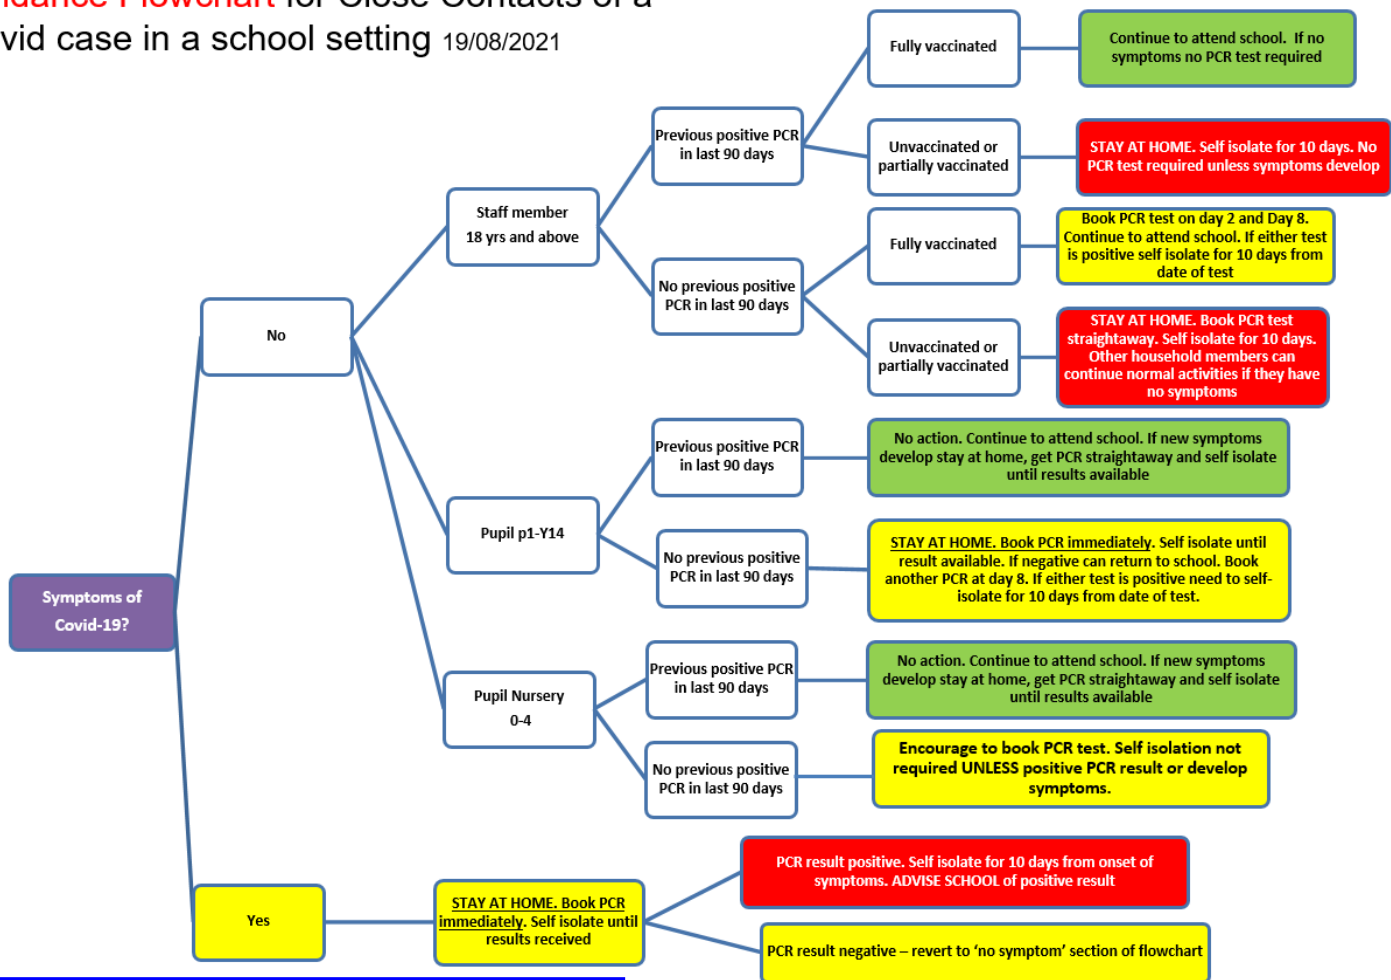 idance Flowchart for Close Contacts of a
vid case in a school setting 19/08/2021
Fully vaccinated
Continue to attend school. If no
symptoms no PCR test required
Previous positive PCR
in last 90 days
Unvaccinated or
partially vaccinated
STAY AT HOME. Self isolate for 10 days. No
PCR test required unless symptoms develop
Staff member
18 yrs and above
Fully vaccinated
Book PCR test on day 2 and Day 8.
Continue to attend school. If either test
is positive self isolate for 10 days from
date of test
No previous positive
PCR in last 90 days
Unvaccinated or
partially vaccinated
STAY AT HOME. Book PCR test
straightaway. Self isolate for 10 days.
Other household members can
continue normal activities if they have
no symptoms
No
Previous positive PCR
in last 90 days
No action. Continue to attend school. If new symptoms
develop stay at home, get PCR straightaway and self isolate
until results available
Pupil p1-Y14
No previous positive
PCR in last 90 days
STAY AT HOME. Book PCR immediately. Self isolate until
result available. If negative can return to school. Book
another PCR at day 8. If either test is positive need to self-
isolate for 10 days from date of test.
Symptoms of
Covid-19?
Previous positive PCR
in last 90 days
No action. Continue to attend school. If new symptoms
develop stay at home, get PCR straightaway and self isolate
until results available
Pupil Nursery
0-4
No previous positive
PCR in last 90 days
Encourage to book PCR test. Self isolation not
required UNLESS positive PCR result or develop
symptoms.
Yes
STAY AT HOME. Book PCR
immediately. Self isolate until
results received
PCR result positive. Self isolate for 10 days from onset of
symptoms. ADVISE SCHOOL of positive result
PCR result negative – revert to ‘no symptom’ section of flowchart